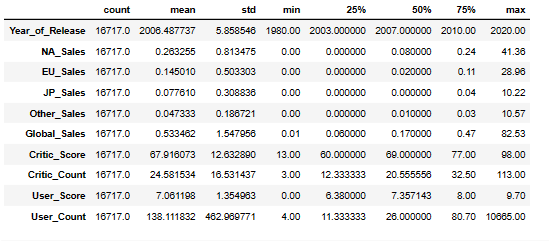 count mean std min 25% 50% 75% max
Year_of_Release 16717.0 2006.487737 5.858546 1980.00 2003.000000 2007.000000 2010.00 2020.00
NA_Sales 16717.0 0.263255 0.813475 0.00 0.000000 0.080000 0.24 41.36
EU_Sales 16717.0 0.145010 0.503303 0.00 0.000000 0.020000 0.11 28.96
JP_Sales 16717.0 0.077610 0.308836 0.00 0.000000 0.000000 0.04 10.22
Other_Sales 16717.0 0.047333 0.186721 0.00 0.000000 0.010000 0.03 10.57
Global_Sales 16717.0 0.533462 1.547956 0.01 0.060000 0.170000 0.47 82.53
Critic_Score 16717.0 67.916073 12.632890 13.00 60.000000 69.000000 77.00 98.00
Critic_Count 16717.0 24.581534 16.531437 3.00 12.333333 20.555556 32.50 113.00
User_Score 16717.0 7.061198 1.354963 0.00 6.380000 7.357143 8.00 9.70
User_Count 16717.0 138.111832 462.969771 4.00 11.333333 26.000000 80.70 10665.00